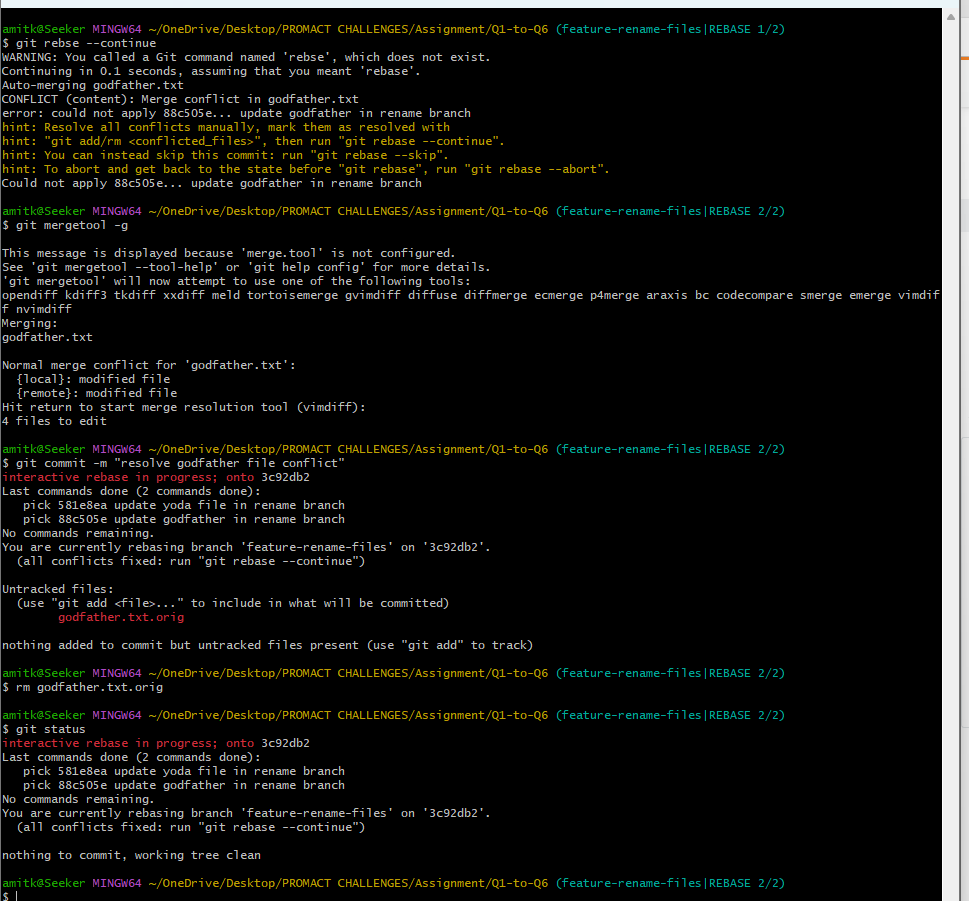 amitk@Seeker MINGW64 ~/OneDrive/Desktop/PROMACT CHALLENGES/Assignment/Q1-to-Q6 (feature-rename-files|REBASE 1/2)
$ git rebse --continue
WARNING: You called a Git command named 'rebse', which does not exist.
Continuing in 0.1 seconds, assuming that you meant 'rebase'.
Auto-merging godfather.txt
CONFLICT (content): Merge conflict in godfather.txt
error: could not apply 88c505e... update godfather in rename branch
hint: Resolve all conflicts manually, mark them as resolved with
hint: "git add/rm <conflicted_files>", then run "git rebase --continue".
hint: You can instead skip this commit: run "git rebase --skip".
hint: To abort and get back to the state before "git rebase", run "git rebase --abort".
Could not apply 88c505e... update godfather in rename branch
amitk@Seeker MINGW64 ~/OneDrive/Desktop/PROMACT CHALLENGES/Assignment/Q1-to-Q6 (feature-rename-files|REBASE 2/2)
$ git mergetool -g
This message is displayed because 'merge.tool' is not configured.
See 'git mergetool --tool-help' or 'git help config' for more details.
'git mergetool' will now attempt to use one of the following tools:
opendiff kdiff3 tkdiff xxdiff meld tortoisemerge gvimdiff diffuse diffmerge ecmerge p4merge araxis bc codecompare smerge emerge vimdif
f nvimdiff
Merging:
godfather.txt
Normal merge conflict for 'godfather.txt':
  {local}: modified file
  {remote}: modified file
Hit return to start merge resolution tool (vimdiff):
4 files to edit
amitk@Seeker MINGW64 ~/OneDrive/Desktop/PROMACT CHALLENGES/Assignment/Q1-to-Q6 (feature-rename-files|REBASE 2/2)
$ git commit -m "resolve godfather file conflict"
interactive rebase in progress; onto 3c92db2
Last commands done (2 commands done):
   pick 581e8ea update yoda file in rename branch
   pick 88c505e update godfather in rename branch
No commands remaining.
You are currently rebasing branch 'feature-rename-files' on '3c92db2'.
  (all conflicts fixed: run "git rebase --continue")
Untracked files:
  (use "git add <file>..." to include in what will be committed)
        godfather.txt.orig
nothing added to commit but untracked files present (use "git add" to track)
amitk@Seeker MINGW64 ~/OneDrive/Desktop/PROMACT CHALLENGES/Assignment/Q1-to-Q6 (feature-rename-files|REBASE 2/2)
$ rm godfather.txt.orig
amitk@Seeker MINGW64 ~/OneDrive/Desktop/PROMACT CHALLENGES/Assignment/Q1-to-Q6 (feature-rename-files|REBASE 2/2)
$ git status
interactive rebase in progress; onto 3c92db2
Last commands done (2 commands done):
   pick 581e8ea update yoda file in rename branch
   pick 88c505e update godfather in rename branch
No commands remaining.
You are currently rebasing branch 'feature-rename-files' on '3c92db2'.
  (all conflicts fixed: run "git rebase --continue")
nothing to commit, working tree clean
amitk@Seeker MINGW64 ~/OneDrive/Desktop/PROMACT CHALLENGES/Assignment/Q1-to-Q6 (feature-rename-files|REBASE 2/2)
$